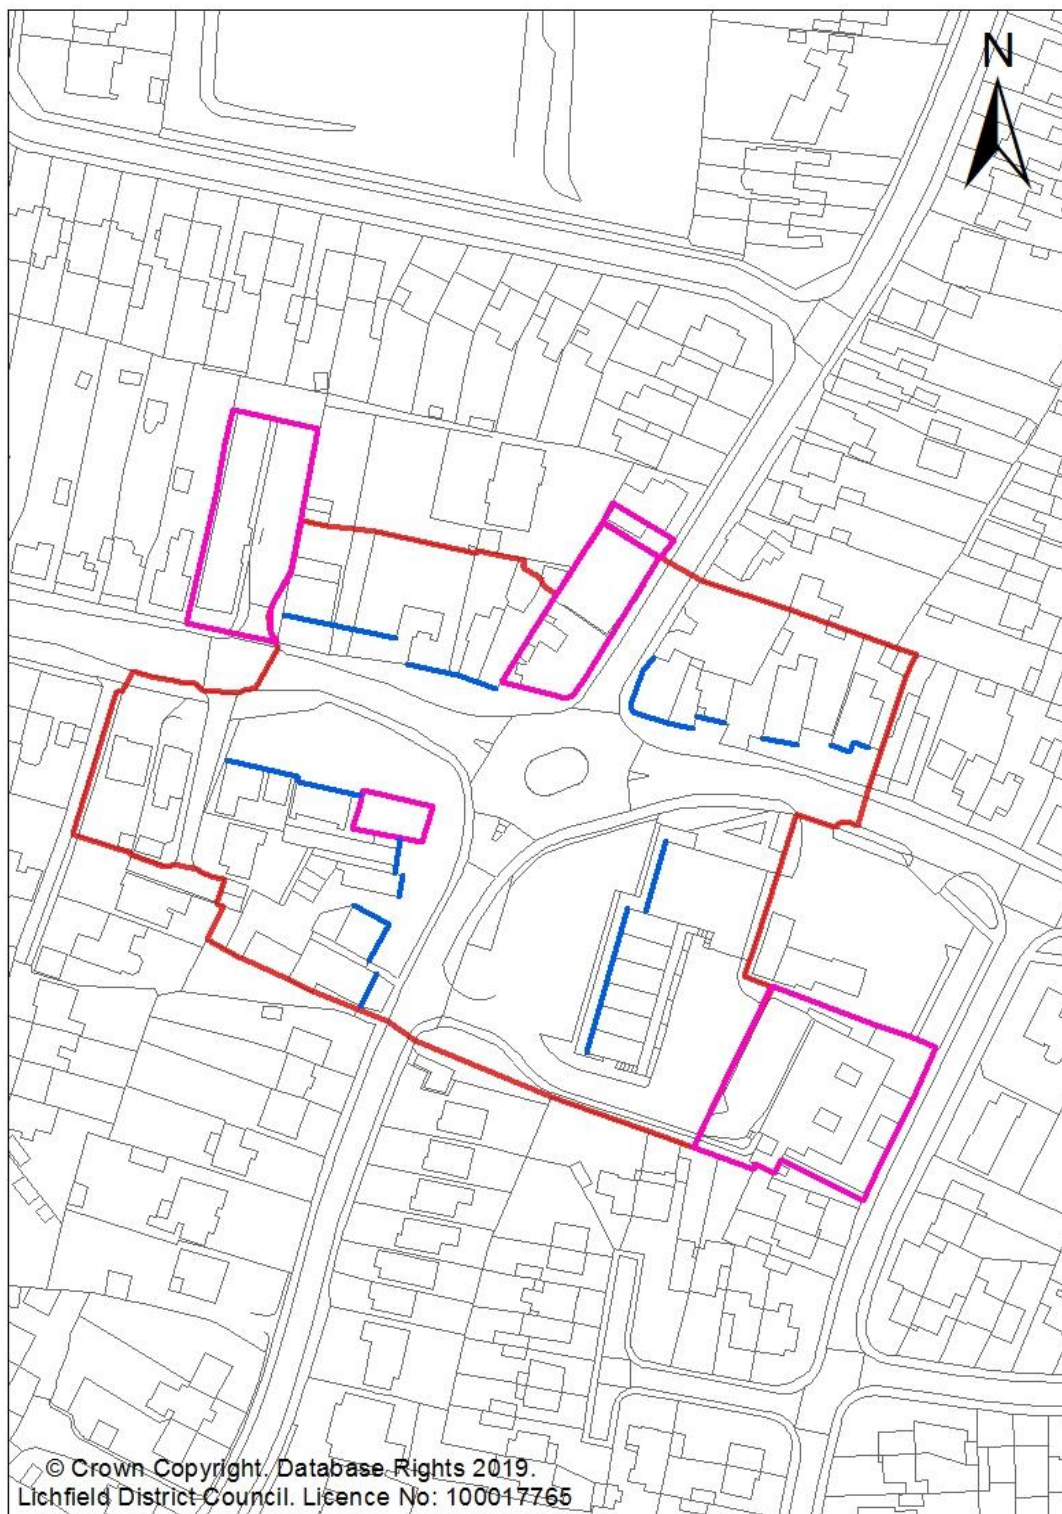 N
© Crown Copyright. Database Rights 2019.
Lichfield District Council. Licence No: 100017765